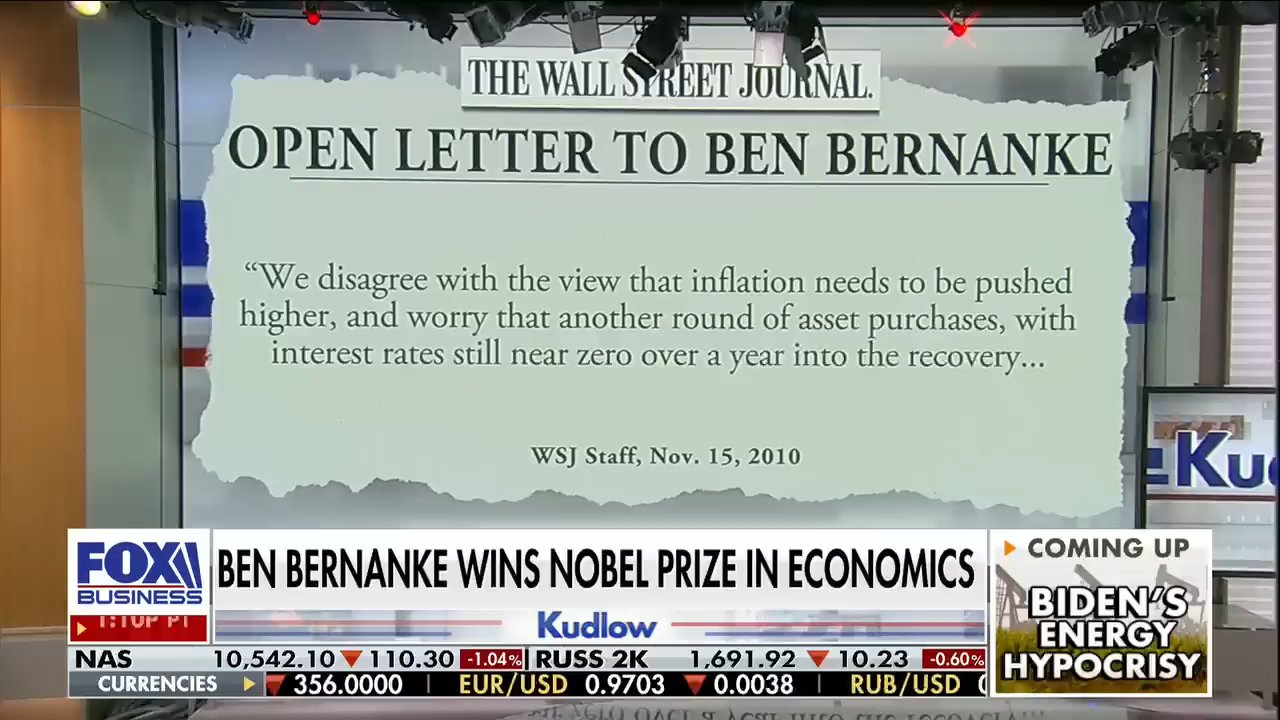 THE WALL STREET JOURNAL.
OPEN LETTER TO BEN BERNANKE
“We disagree with the view that inflation needs to be pushed
higher, and worry that another round of asset purchases, with
interest rates still near zero over a year into the recovery...
WSJ Staff, Nov. 15, 2010
Kud
FOX
BUSINESS
BEN BERNANKE WINS NOBEL PRIZE IN ECONOMICS
Kudlow
COMING UP
BIDEN'S
ENERGY
HYPOCRISY
NAS 10,542.10 110.30 -1.04% RUSS 2K 1,691.92 10.23 -0.60%
CURRENCIES 356.0000 EUR/USD 0.9703 0.0038 RUB/USD